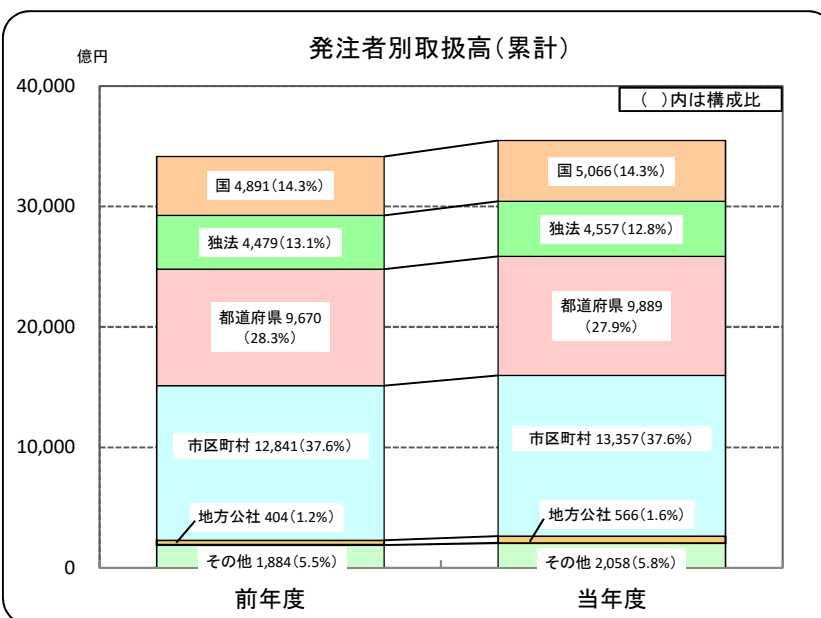 発注者別取扱高（累計）
億円
（　）内は構成比
40,000
30,000
20,000
10,000
0
国 4,891（14.3%）
独法 4,479（13.1%）
都道府県 9,670
（28.3%）
市区町村 12,841（37.6%）
地方公社 404（1.2%）
その他 1,884（5.5%）
国 5,066（14.3%）
独法 4,557（12.8%）
都道府県 9,889
（27.9%）
市区町村 13,357（37.6%）
地方公社 566（1.6%）
その他 2,058（5.8%）
前年度
当年度